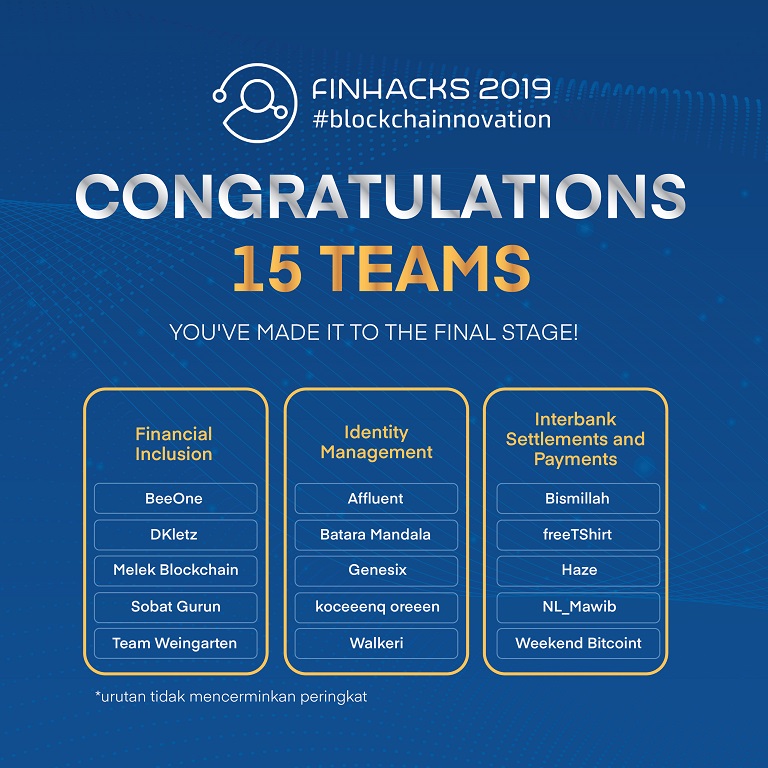 FINHACKS 2019
#blockchainnovation
CONGRATULATIONS
15 TEAMS
YOU'VE MADE IT TO THE FINAL STAGE!
Financial
Inclusion
BeeOne
DKletz
Melek Blockchain
Sobat Gurun
Team Weingarten
Identity
Management
Affluent
Batara Mandala
Genesix
koceeenq oreeen
Walkeri
Interbank
Settlements and
Payments
Bismillah
freeTShirt
Haze
NL_Mawib
Weekend Bitcoint
*urutan tidak mencerminkan peringkat